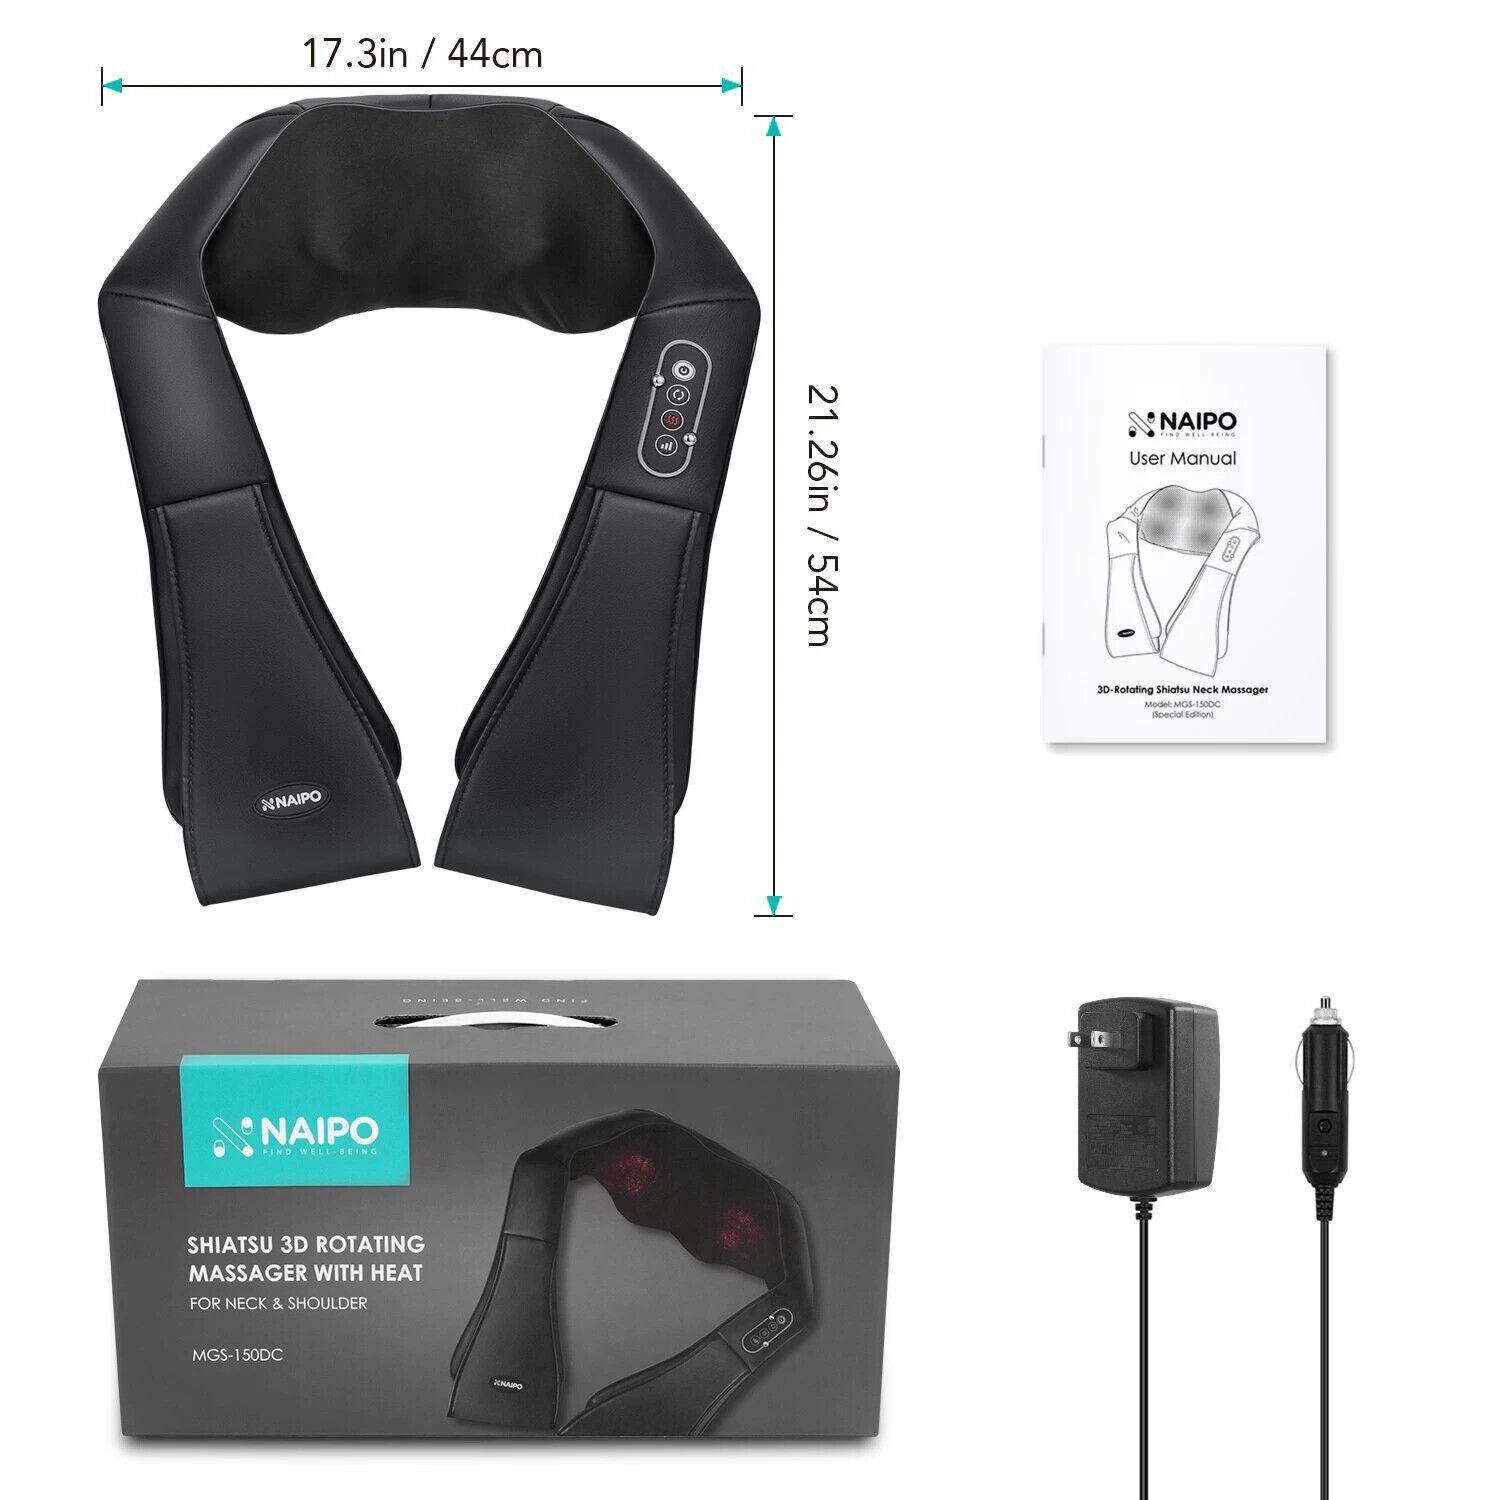 17.3in / 44cm
21.26in / 54cm
NAIPO
NAIPO
FIND WELL-BEING
User Manual
NAIPO
3D-Rotating Shiatsu Neck Massager
Model: MGS-150DC
(Special Edition)
FIND WELL-BEING
NAIPO
FIND WELL-BEING
SHIATSU 3D ROTATING
MASSAGER WITH HEAT
FOR NECK & SHOULDER
MGS-150DC
NAIPO